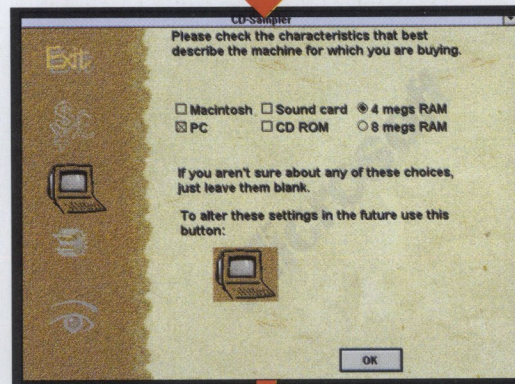 CD-Sampler
Please check the characteristics that best
describe the machine for which you are buying.
Exit
Macintosh Sound card 4 megs RAM
PC CD ROM 8 megs RAM
If you aren't sure about any of these choices,
just leave them blank.
To alter these settings in the future use this
button:
OK